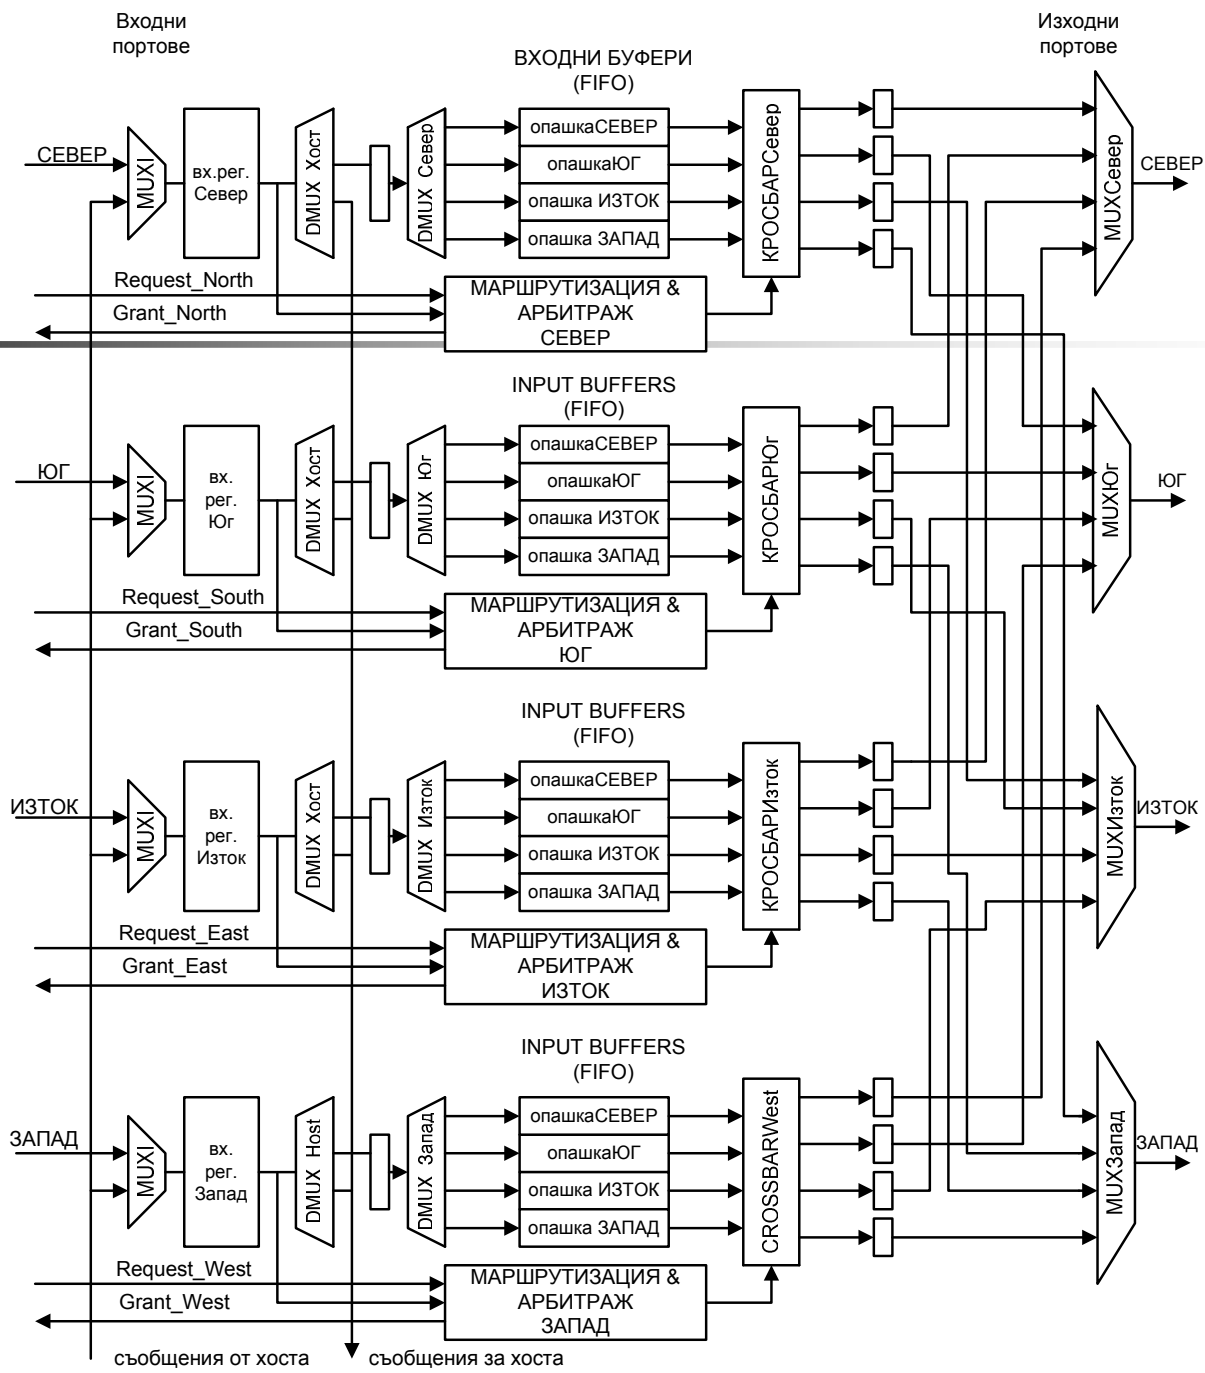 Входни
портове
Изходни
портове
ВХОДНИ БУФЕРИ
(FIFO)
СЕВЕР
MUXI
вх.рег.
Север
DMUX Хост
DMUX Север
опашкаСЕВЕР
опашкаЮГ
опашка ИЗТОК
опашка ЗАПАД
КРОСБАРСевер
MUXСевер
СЕВЕР
Request_North
Grant_North
МАРШРУТИЗАЦИЯ &
АРБИТРАЖ
СЕВЕР
INPUT BUFFERS
(FIFO)
ЮГ
MUXI
вх.
рег.
Юг
DMUX Хост
DMUX Юг
опашкаСЕВЕР
опашкаЮГ
опашка ИЗТОК
опашка ЗАПАД
КРОСБАРЮг
MUXЮг
ЮГ
Request_South
Grant_South
МАРШРУТИЗАЦИЯ &
АРБИТРАЖ
ЮГ
INPUT BUFFERS
(FIFO)
ИЗТОК
MUXI
вх.
рег.
Изток
DMUX Хост
DMUX Изток
опашкаСЕВЕР
опашкаЮГ
опашка ИЗТОК
опашка ЗАПАД
КРОСБАРИзток
MUXИзток
ИЗТОК
Request_East
Grant_East
МАРШРУТИЗАЦИЯ &
АРБИТРАЖ
ИЗТОК
INPUT BUFFERS
(FIFO)
ЗАПАД
MUXI
вх.
рег.
Запад
DMUX Host
DMUX Запад
опашкаСЕВЕР
опашкаЮГ
опашка ИЗТОК
опашка ЗАПАД
CROSSBARWest
MUXЗапад
ЗАПАД
Request_West
Grant_West
МАРШРУТИЗАЦИЯ &
АРБИТРАЖ
ЗАПАД
съобщения от хоста
съобщения за хоста